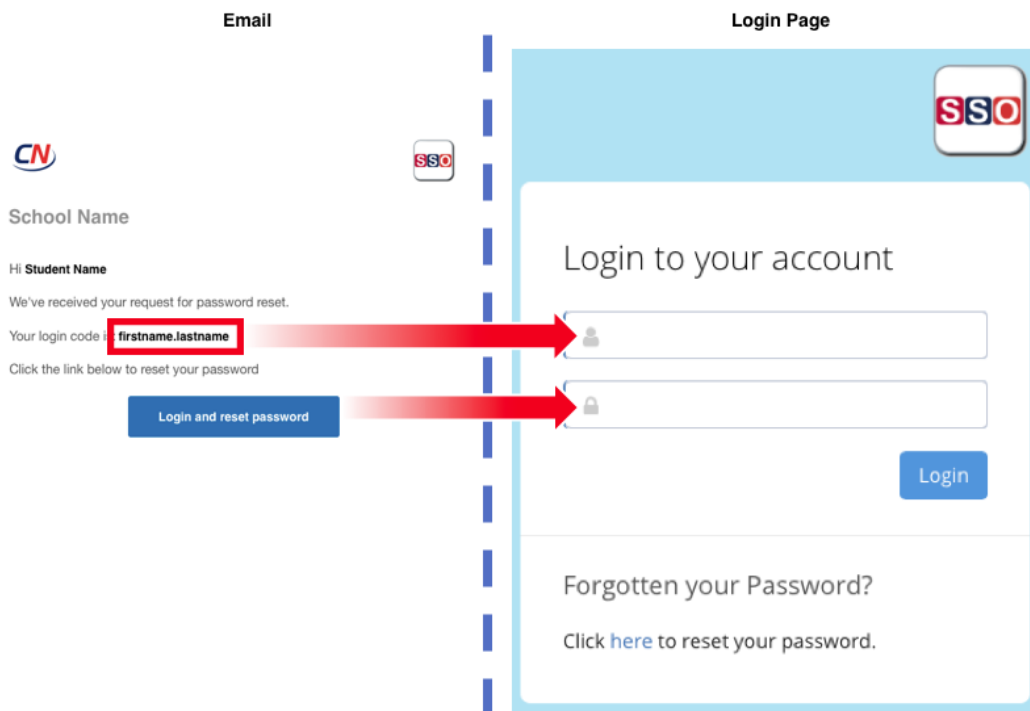 Email
CN
SSO
School Name
Hi Student Name
We've received your request for password reset.
Your login code i firstname.lastname
Click the link below to reset your password
Login and reset password
Login Page
SSO
Login to your account
Login
Forgotten your Password?
Click here to reset your password.